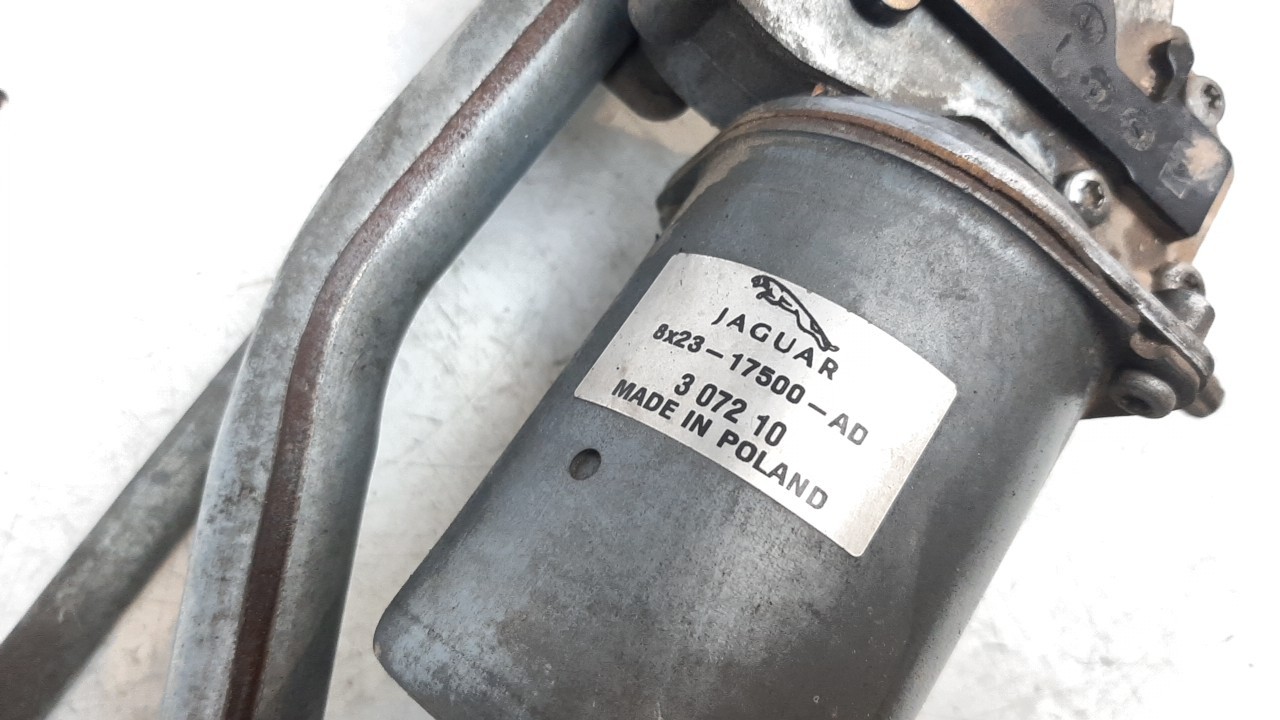 JAGUAR
8x23-17500-AD
3 072 10
MADE IN POLAND